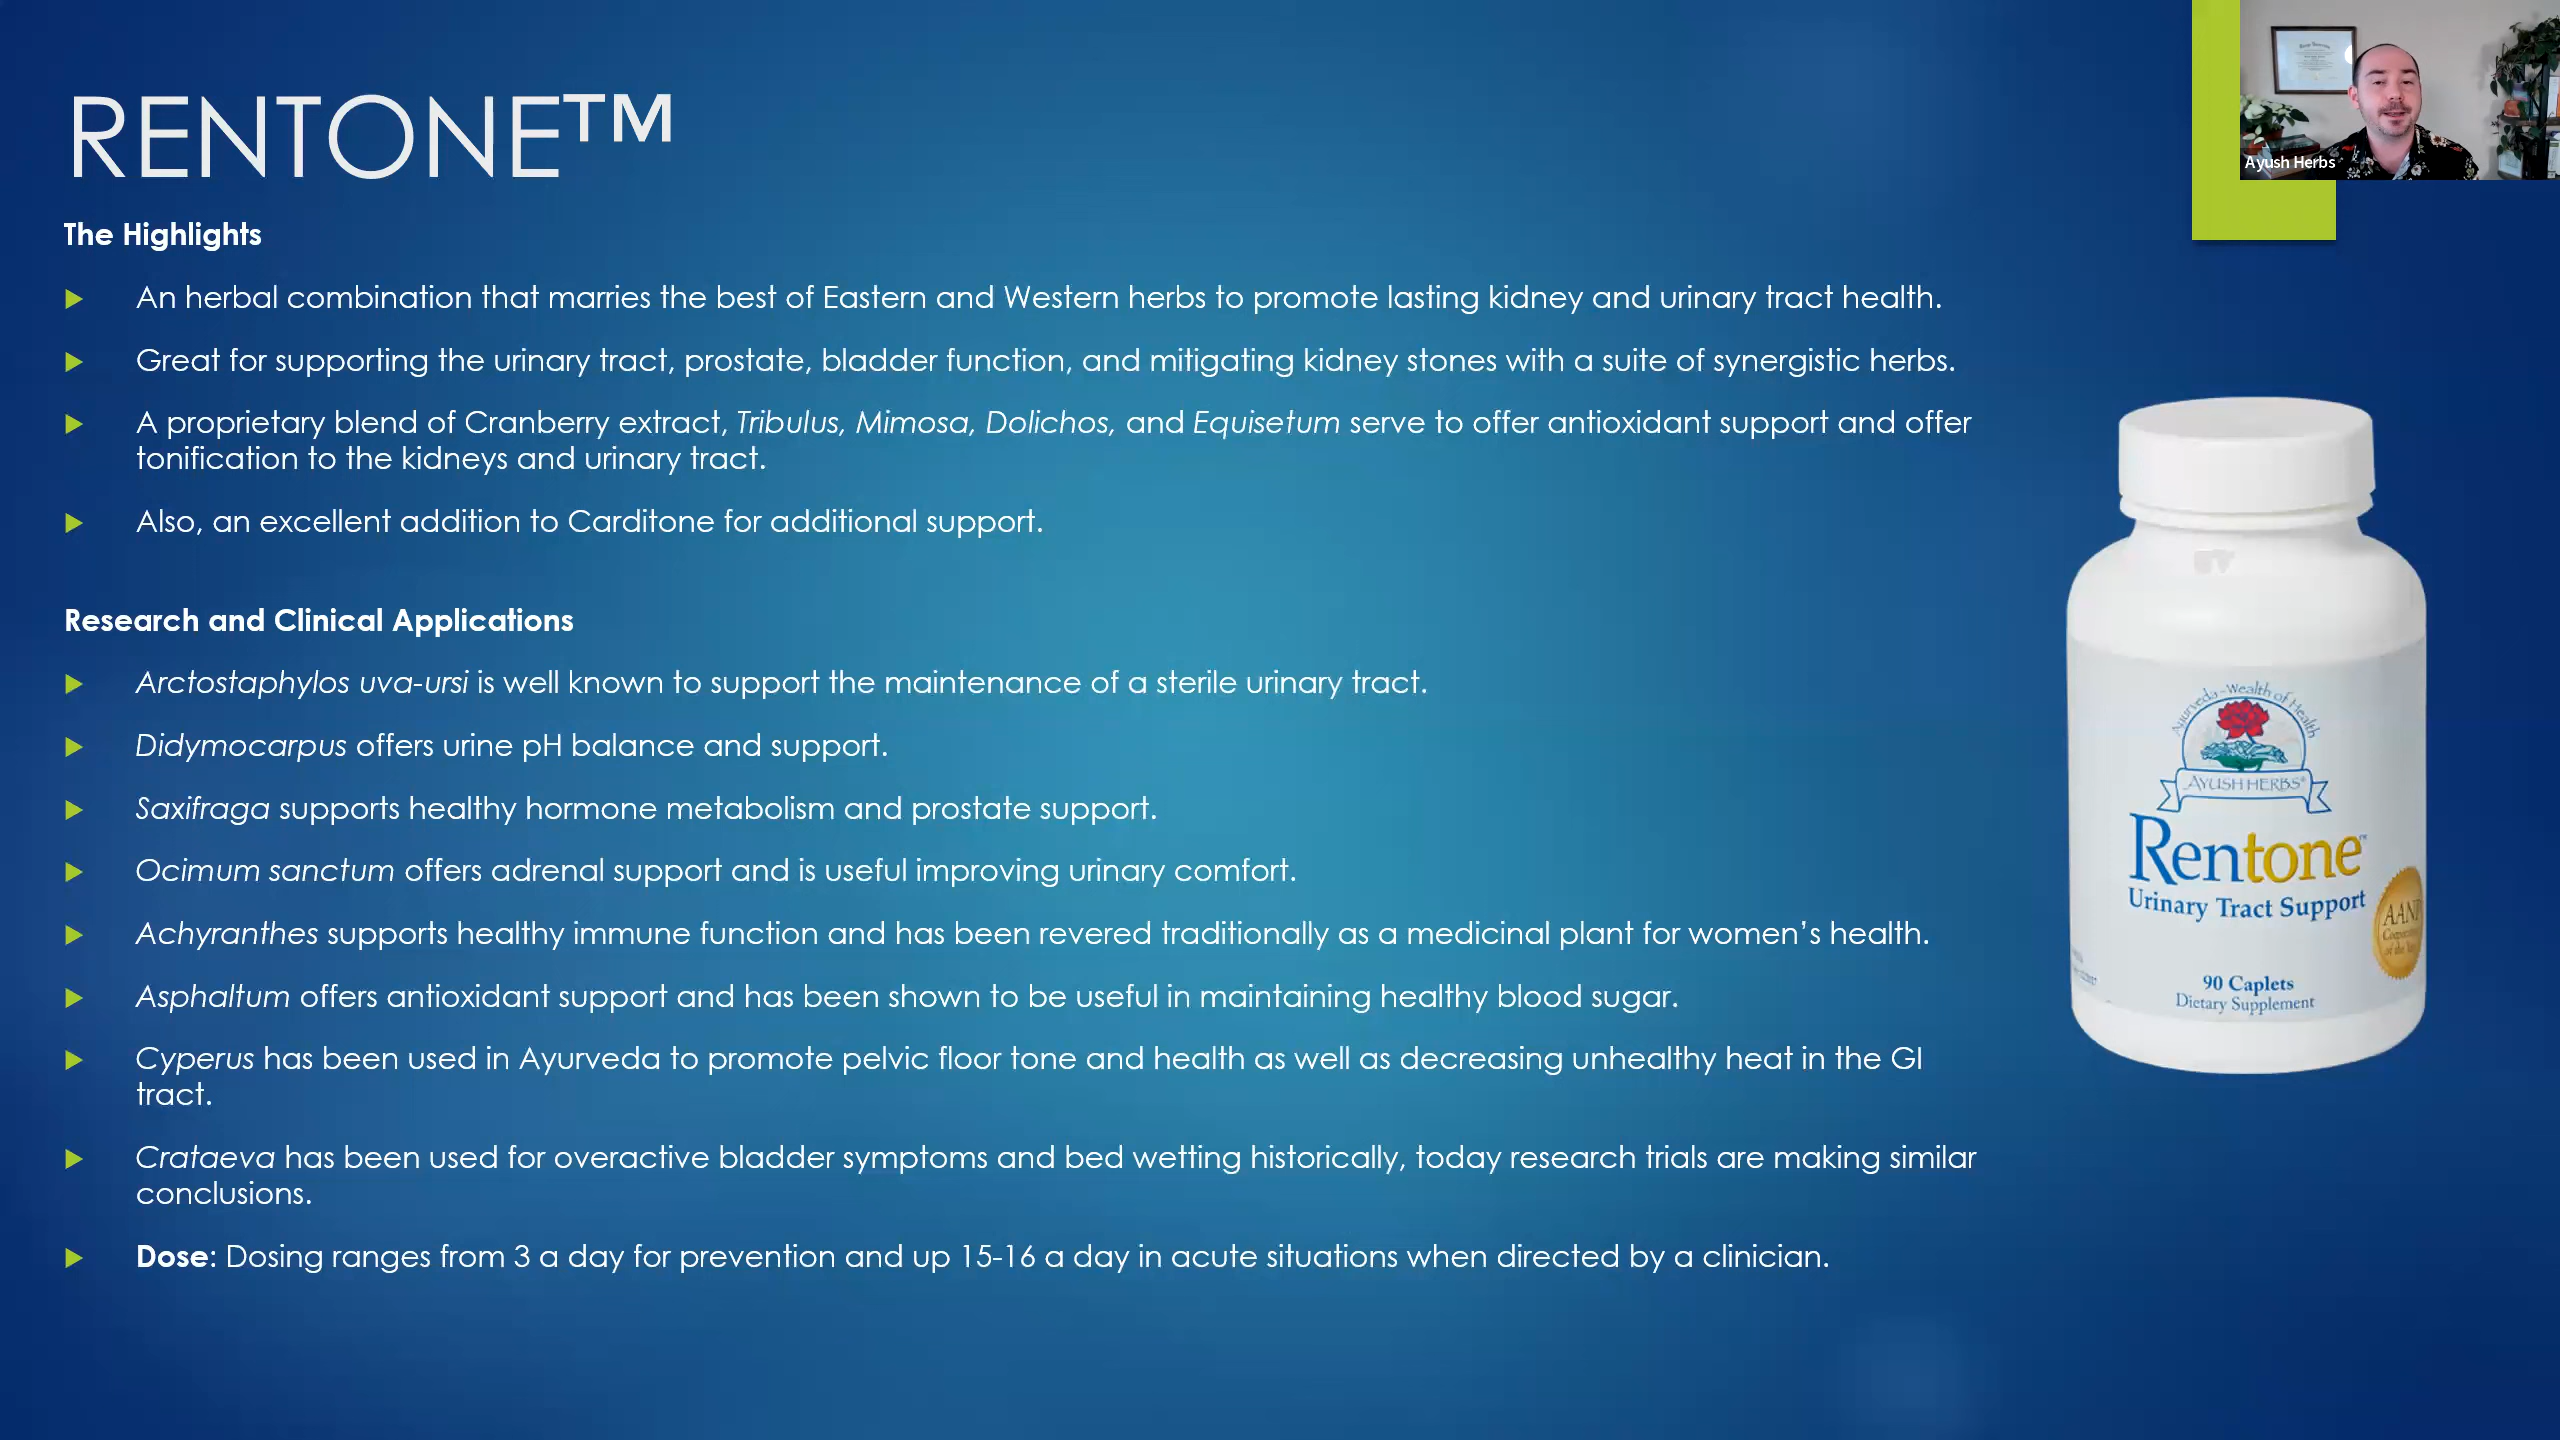 Ayush Herbs
RENTONE™
The Highlights
An herbal combination that marries the best of Eastern and Western herbs to promote lasting kidney and urinary tract health.
Great for supporting the urinary tract, prostate, bladder function, and mitigating kidney stones with a suite of synergistic herbs.
A proprietary blend of Cranberry extract, Tribulus, Mimosa, Dolichos, and Equisetum serve to offer antioxidant support and offer
tonification to the kidneys and urinary tract.
Also, an excellent addition to Carditone for additional support.
Research and Clinical Applications
Arctostaphylos uva-ursi is well known to support the maintenance of a sterile urinary tract.
Didymocarpus offers urine pH balance and support.
Saxifraga supports healthy hormone metabolism and prostate support.
Ocimum sanctum offers adrenal support and is useful improving urinary comfort.
Achyranthes supports healthy immune function and has been revered traditionally as a medicinal plant for women's health.
Asphaltum offers antioxidant support and has been shown to be useful in maintaining healthy blood sugar.
Cyperus has been used in Ayurveda to promote pelvic floor tone and health as well as decreasing unhealthy heat in the GI
tract.
Crataeva has been used for overactive bladder symptoms and bed wetting historically, today research trials are making similar
conclusions.
Dose: Dosing ranges from 3 a day for prevention and up 15-16 a day in acute situations when directed by a clinician.
Ayurveda-Wealth of Health
AYUSH HERBS®
Rentone™
Urinary Tract Support
AANP
90 Caplets
Dietary Supplement